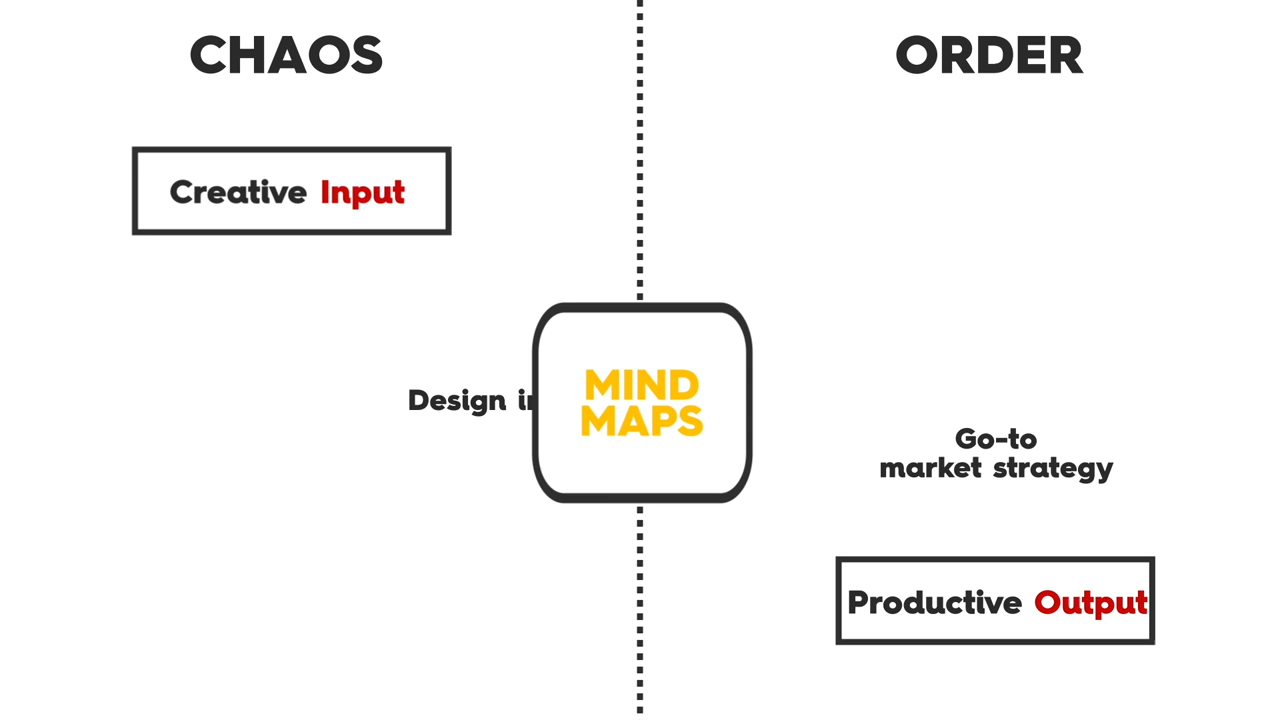 CHAOS
ORDER
Creative Input
Design
MIND
MAPS
Go-to
market strategy
Productive Output